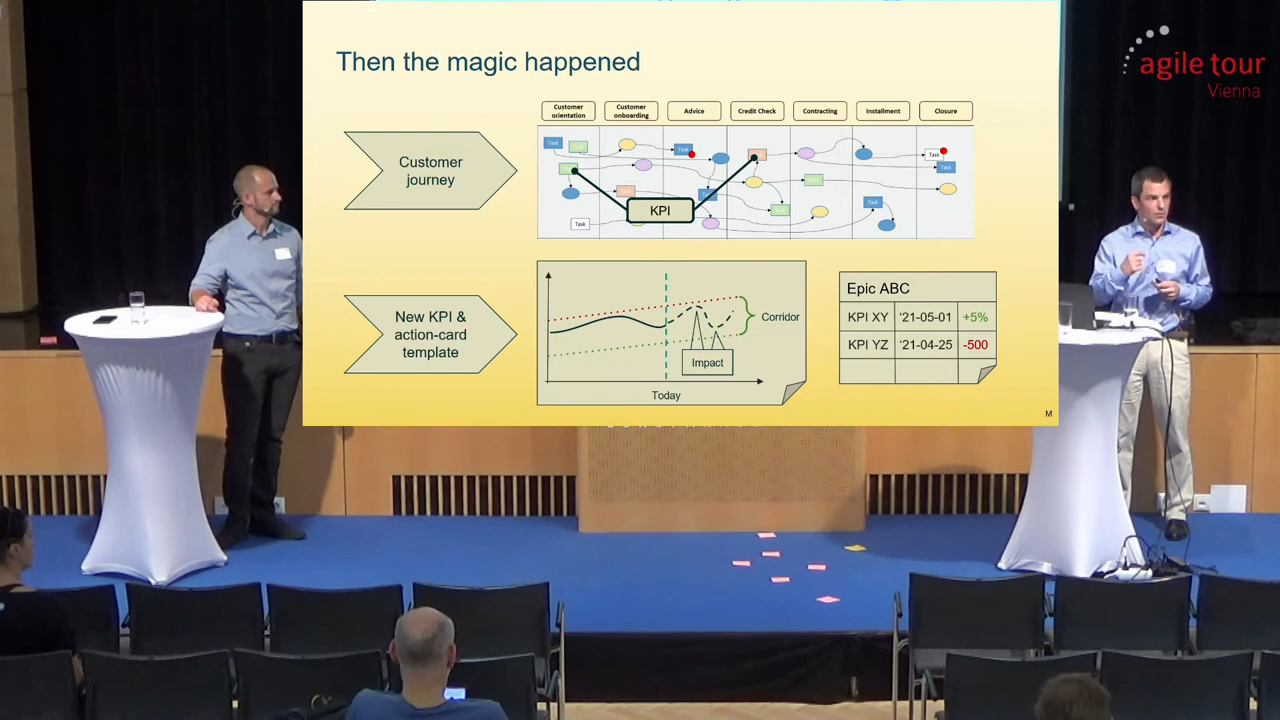 Then the magic happened
agile tour
Vienna
Customer
orientation
Customer
onboarding
Advice
Credit Check
Contracting
Installment
Closure
Customer
journey
Task
Task
Task
Task
Task
KPI
Task
New KPI &
action-card
template
Corridor
Impact
Today
Epic ABC
KPI XY '21-05-01 +5%
KPI YZ '21-04-25 -500
M